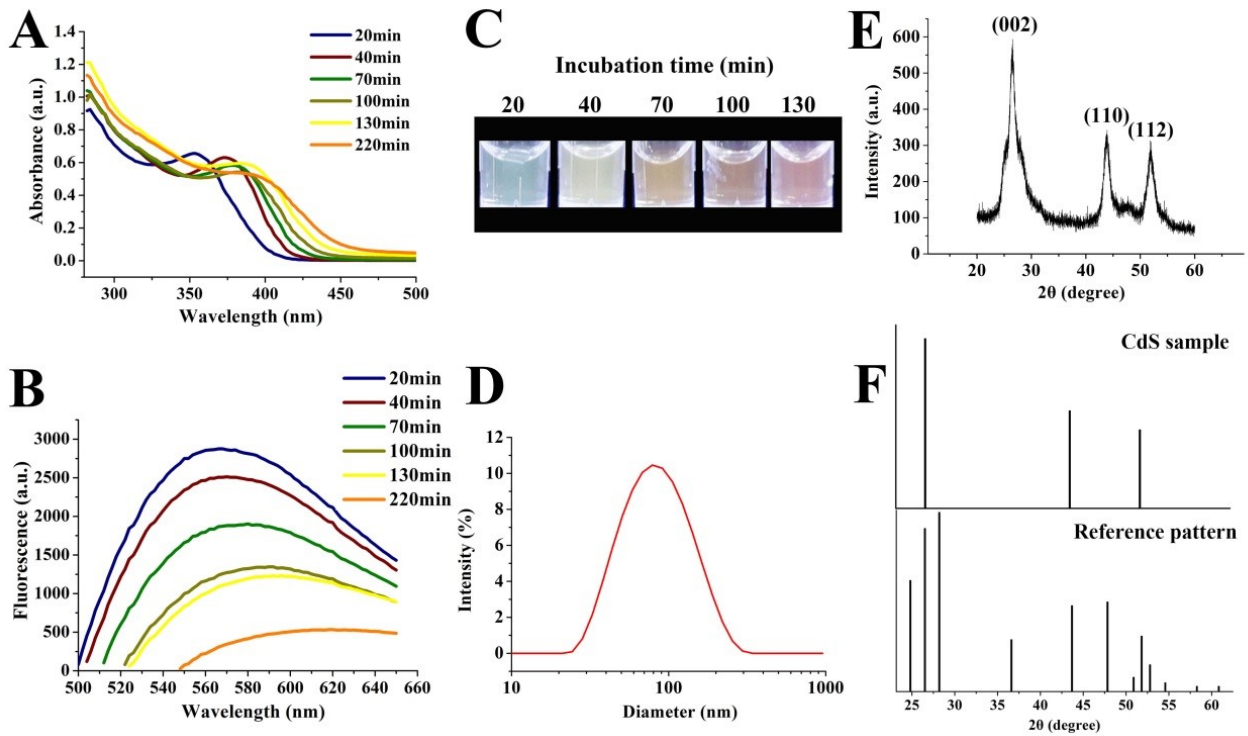 A
1.4
1.2
1.0
0.8
0.6
0.4
0.2
0.0
Absorbance (a.u.)
300 350 400 450 500
Wavelength (nm)
20min
40min
70min
100min
130min
220min
C
Incubation time (min)
20 40 70 100 130
E
600
500
400
300
200
100
0
Intensity (a.u.)
(002)
(110)
(112)
20 30 40 50 60
2θ (degree)
B
3000
2500
2000
1500
1000
500
0
Fluorescence (a.u.)
500 520 540 560 580 600 620 640 660
Wavelength (nm)
20min
40min
70min
100min
130min
220min
D
12
10
8
6
4
2
0
Intensity (%)
10 100 1000
Diameter (nm)
F
CdS sample
Reference pattern
25 30 35 40 45 50 55 60
2θ (degree)